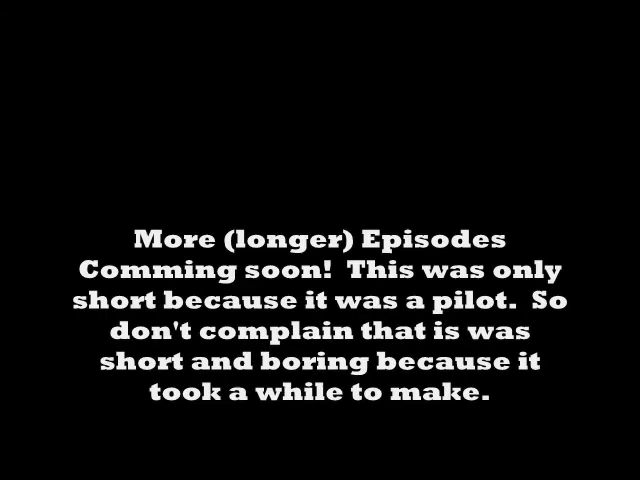 More (longer) Episodes
Comming soon!  This was only
short because it was a pilot.  So
don't complain that is was
short and boring because it
took a while to make.